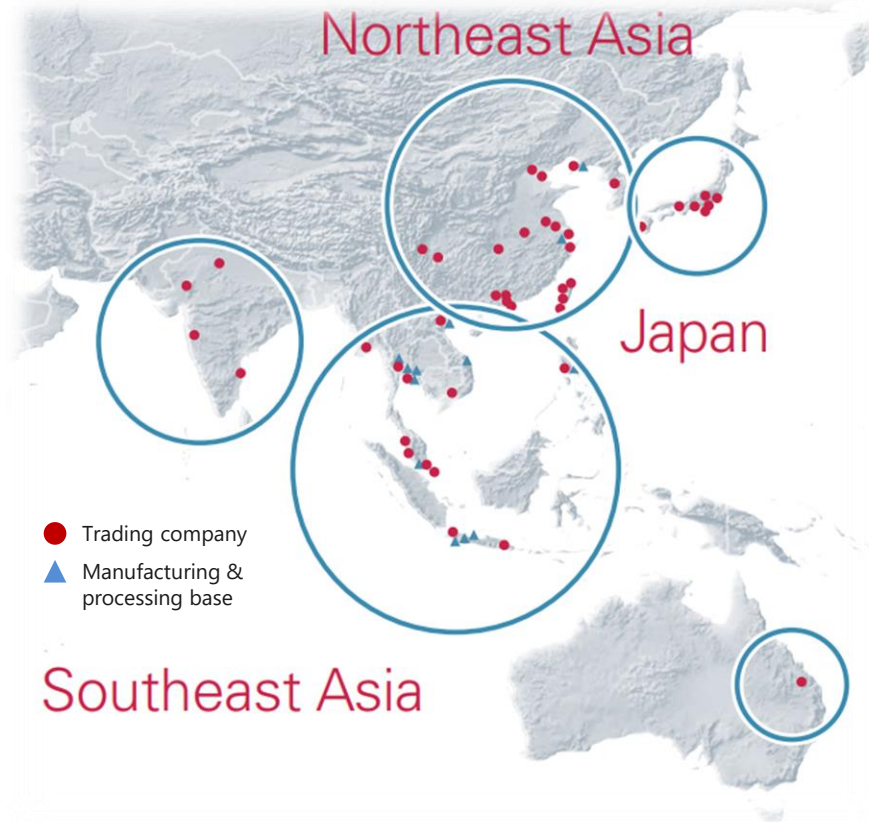 Northeast Asia
Japan
Trading company
Manufacturing &
processing base
Southeast Asia